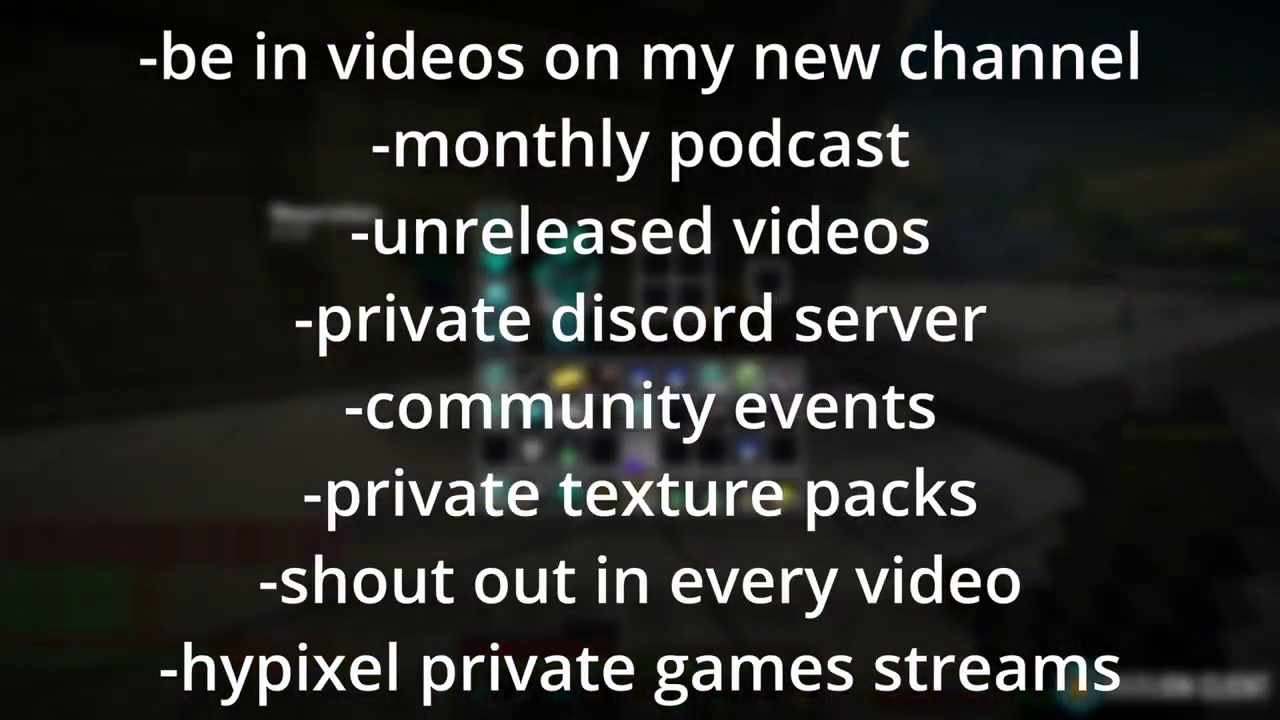 -be in videos on my new channel
-monthly podcast
-unreleased videos
-private discord server
-community events
-private texture packs
-shout out in every video
-hypixel private games streams